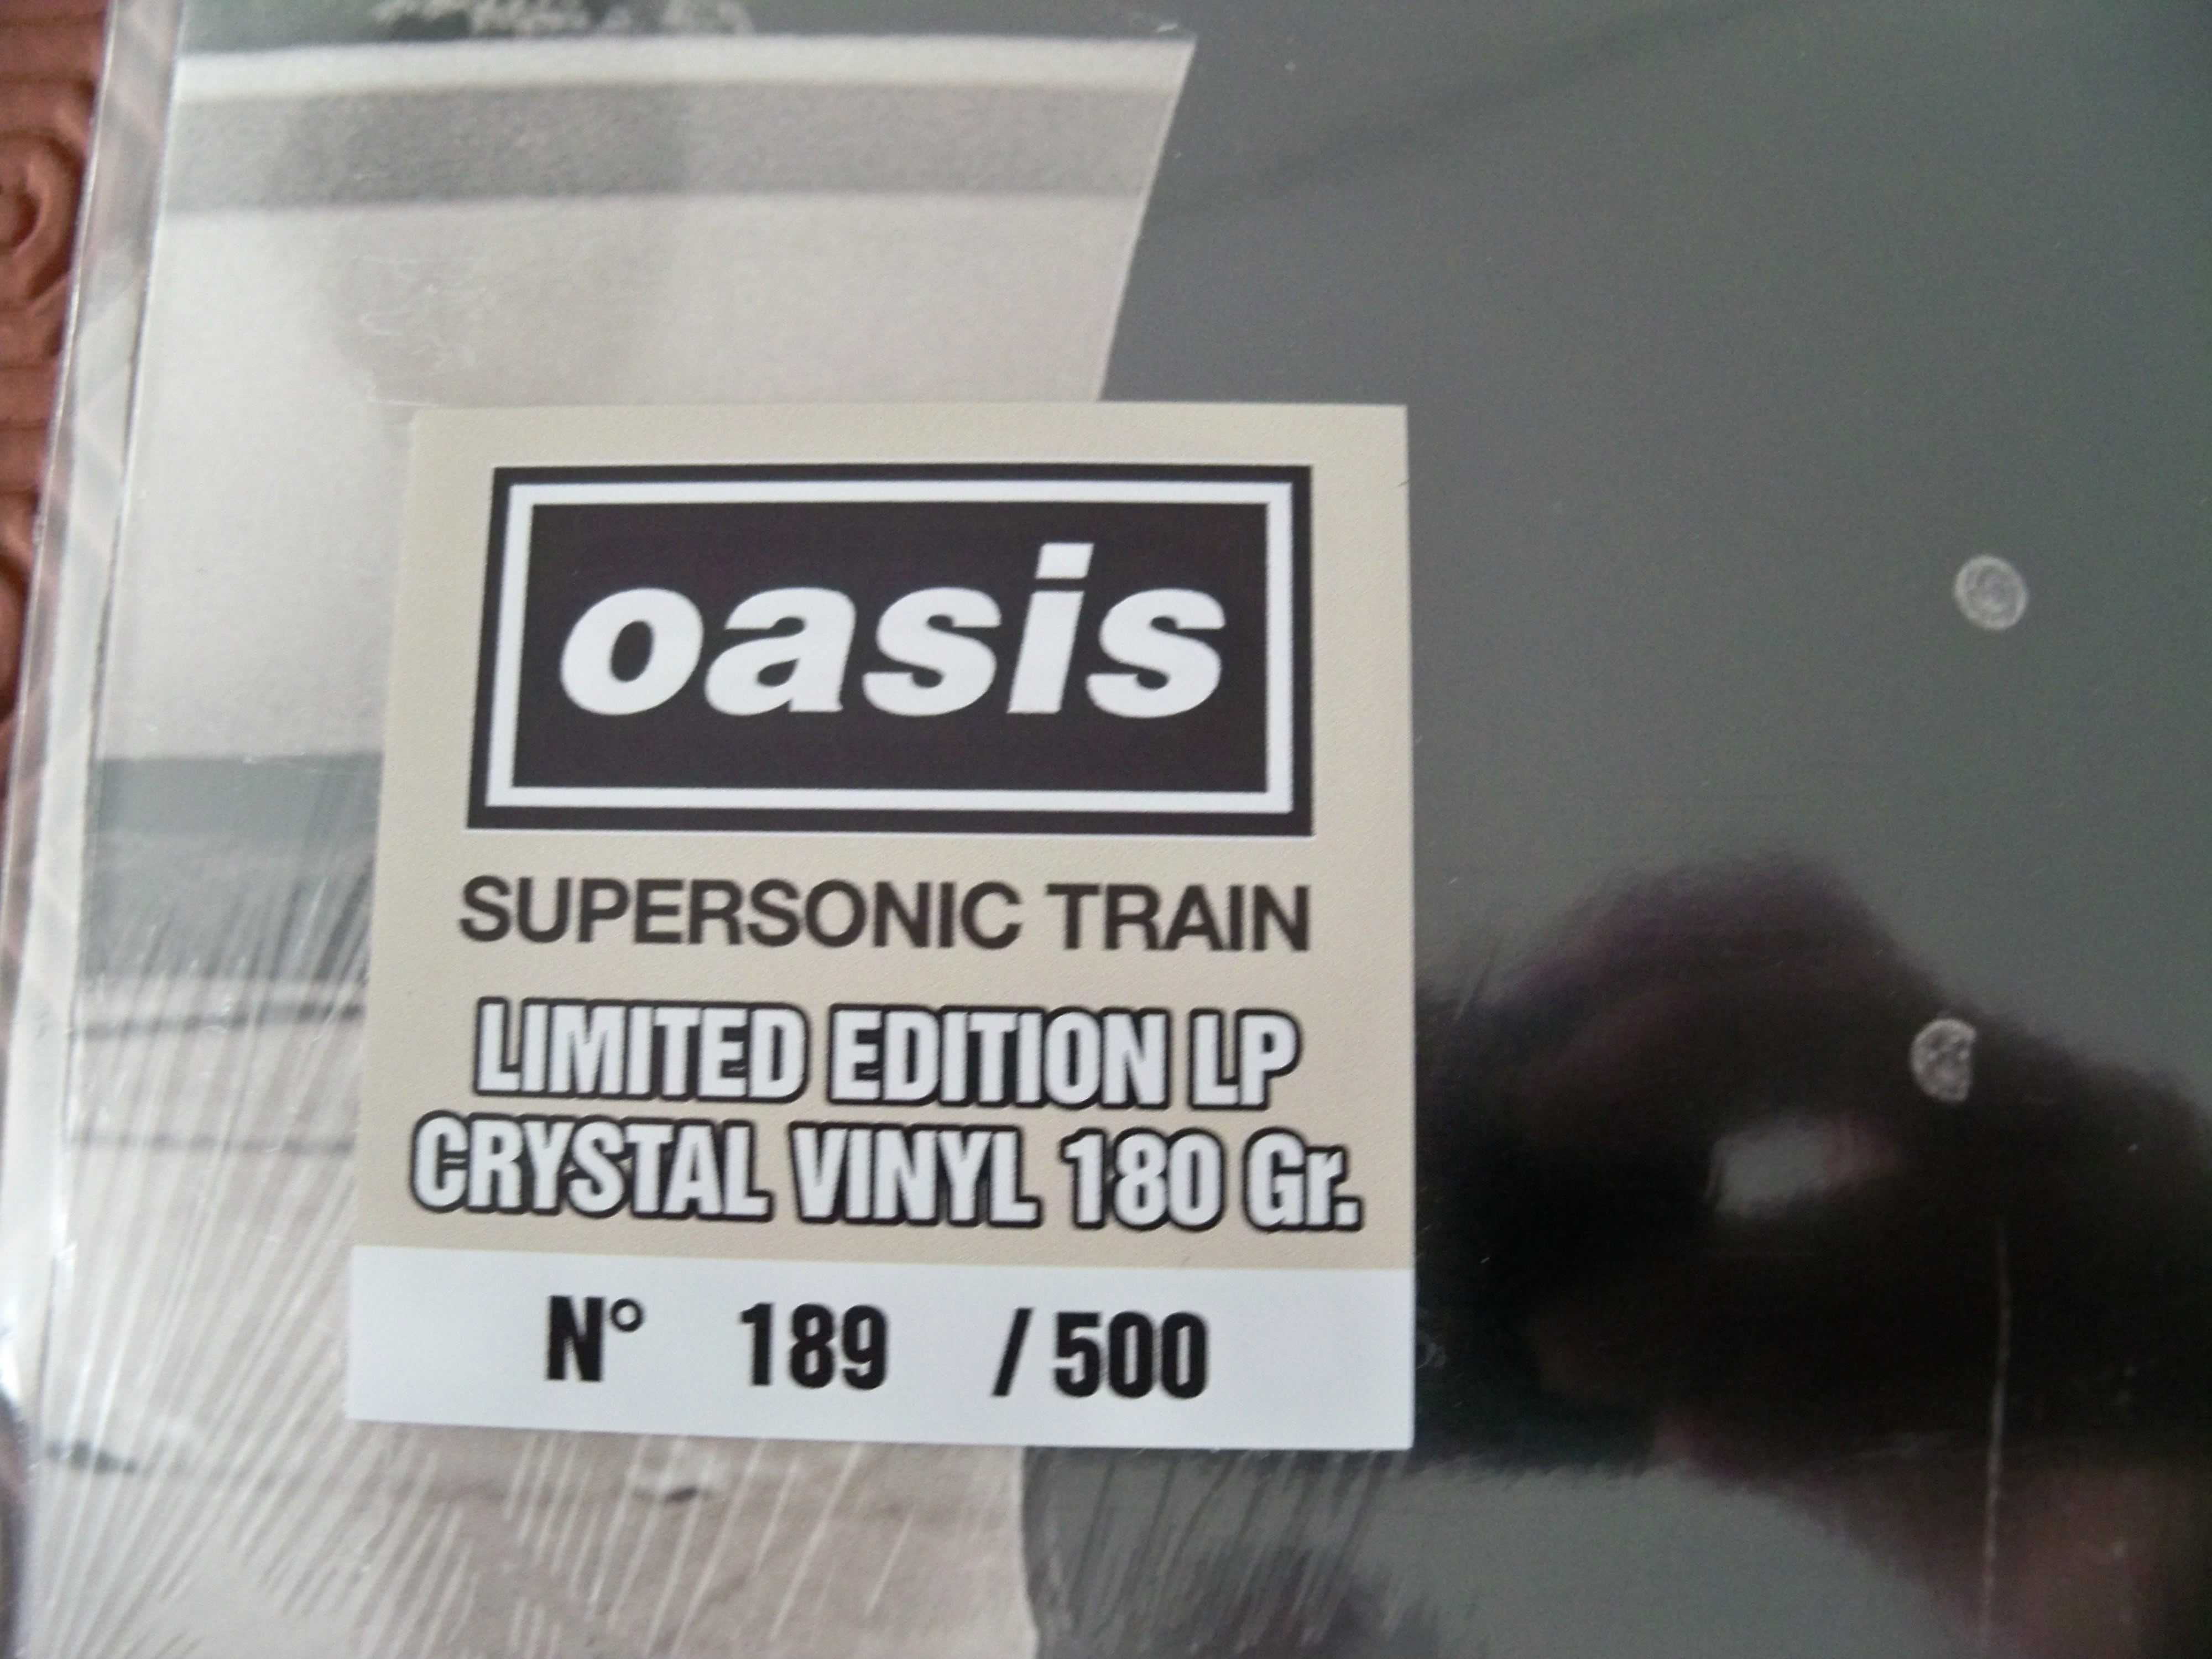 oasis
SUPERSONIC TRAIN
LIMITED EDITION LP
CRYSTAL VINYL 180 Gr.
N° 189 / 500